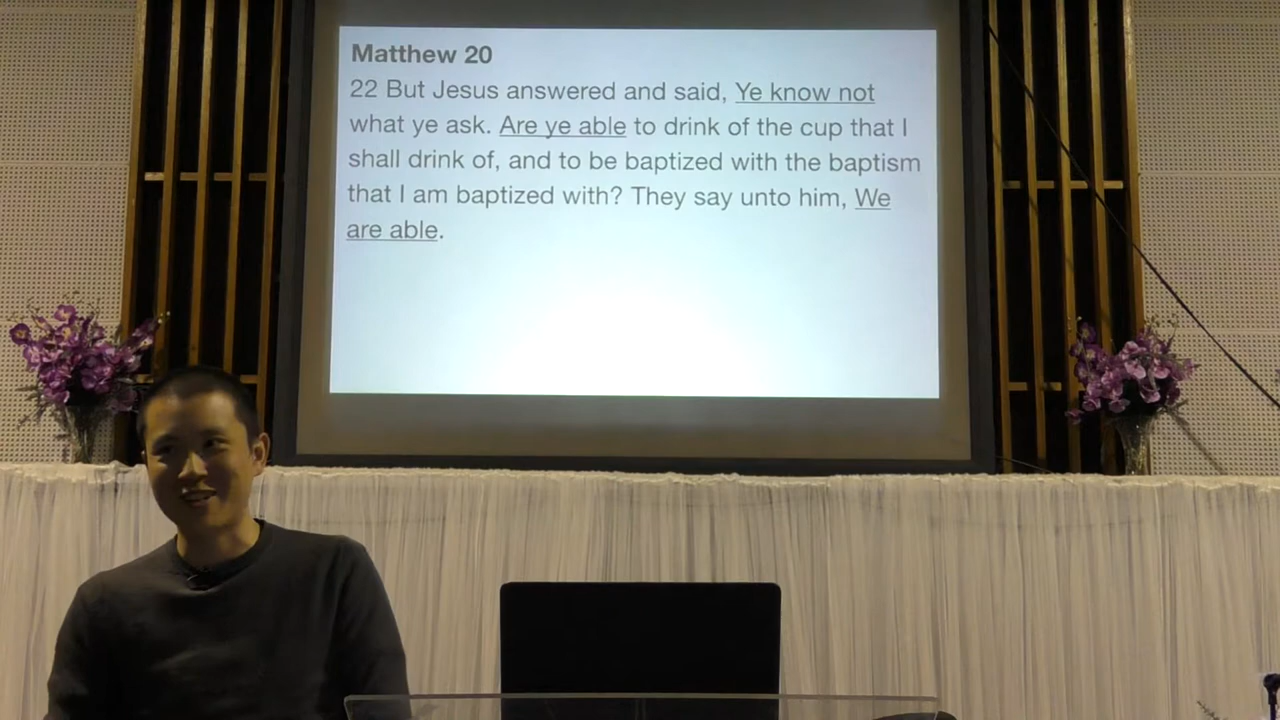 Matthew 20
22 But Jesus answered and said, Ye know not
what ye ask. Are ye able to drink of the cup that I
shall drink of, and to be baptized with the baptism
that I am baptized with? They say unto him, We
are able.